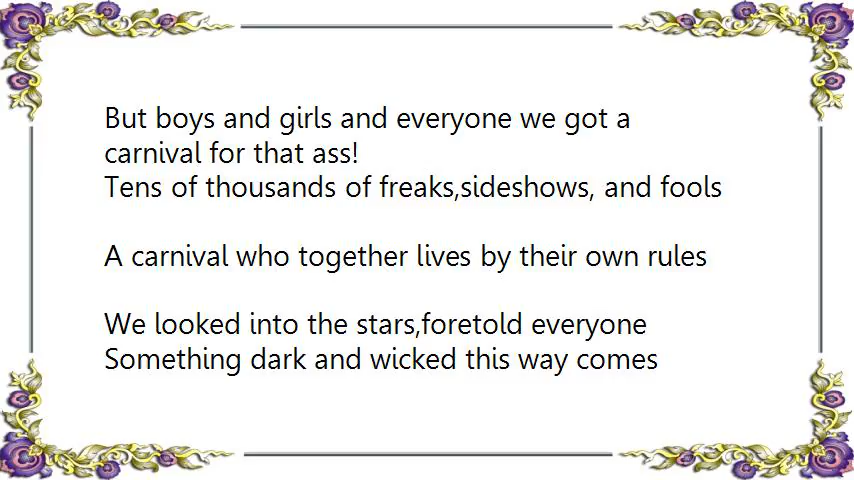 But boys and girls and everyone we got a
carnival for that ass!
Tens of thousands of freaks,sideshows, and fools
A carnival who together lives by their own rules
We looked into the stars,foretold everyone
Something dark and wicked this way comes